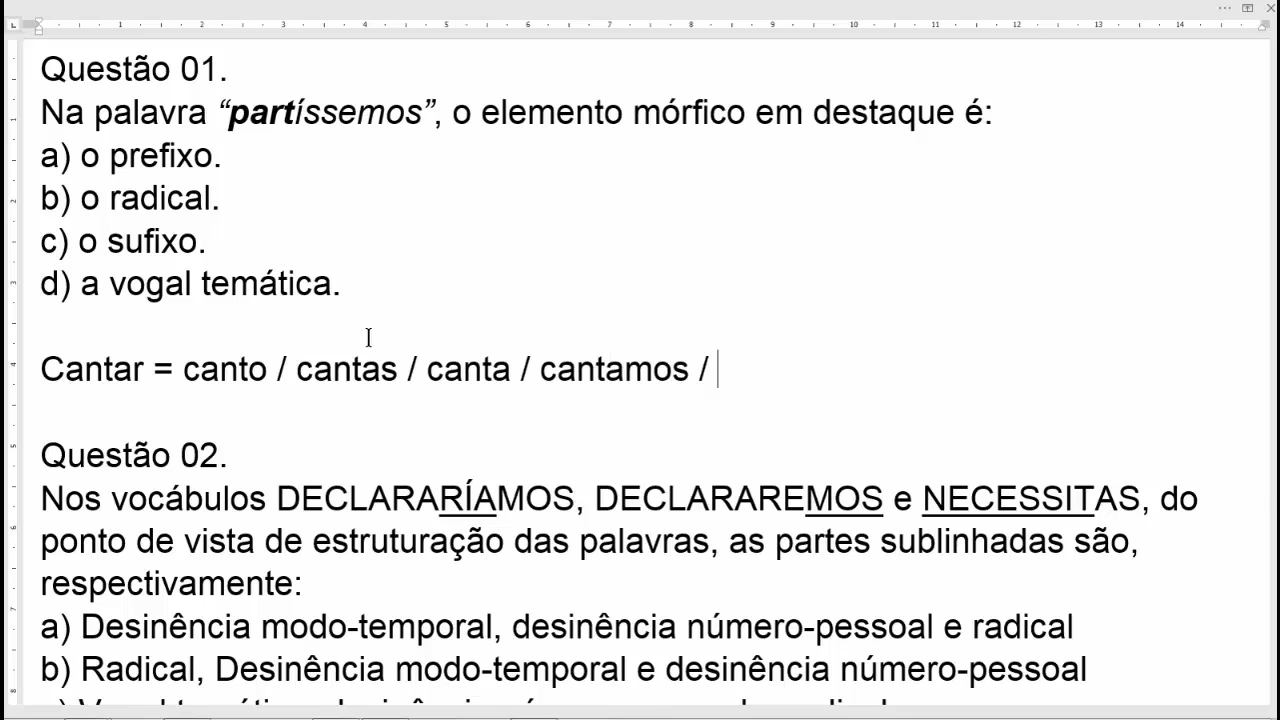 Questão 01.
Na palavra “partíssemos”, o elemento mórfico em destaque é:
a) o prefixo.
b) o radical.
c) o sufixo.
d) a vogal temática.
Cantar = canto / cantas / canta / cantamos /
Questão 02.
Nos vocábulos DECLARARÍAMOS, DECLARAREMOS e NECESSITAS, do
ponto de vista de estruturação das palavras, as partes sublinhadas são,
respectivamente:
a) Desinência modo-temporal, desinência número-pessoal e radical
b) Radical, Desinência modo-temporal e desinência número-pessoal